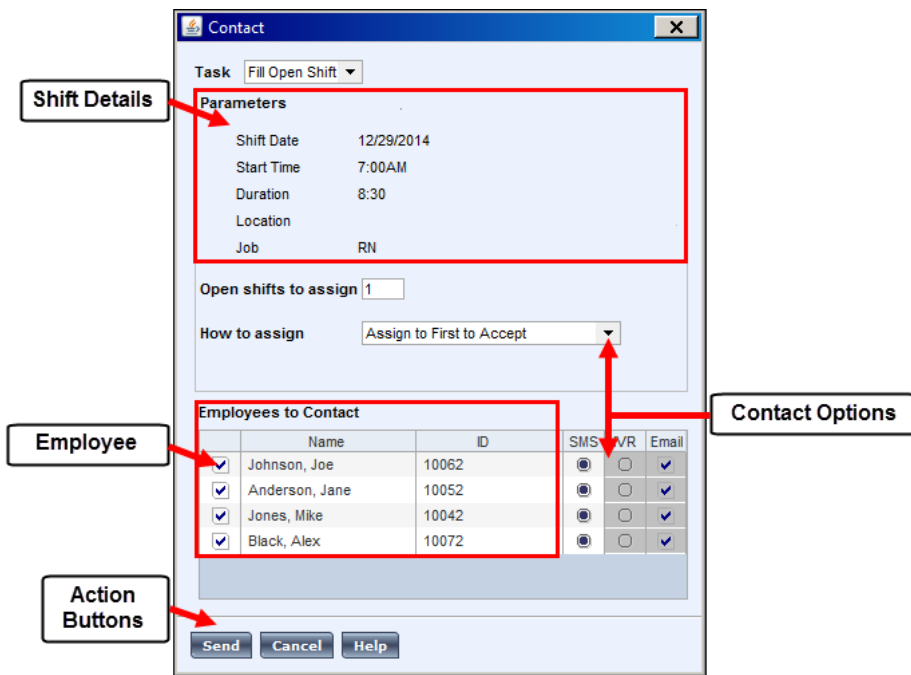 Contact
Task Fill Open Shift
Shift Details
Parameters
Shift Date 12/29/2014
Start Time 7:00AM
Duration 8:30
Location
Job RN
Open shifts to assign 1
How to assign Assign to First to Accept
Contact Options
Employees to Contact
Employee
Name ID SMS VR Email
Johnson, Joe 10062
Anderson, Jane 10052
Jones, Mike 10042
Black, Alex 10072
Action
Buttons
Send Cancel Help